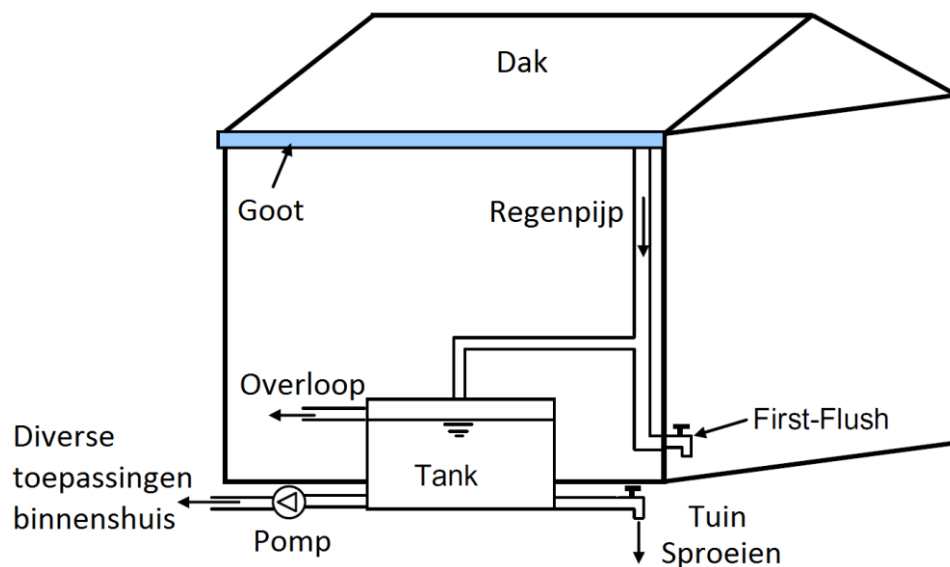 Dak
Goot
Regenpijp
Overloop
First-Flush
Diverse
toepassingen
binnenshuis
Tank
Pomp
Tuin
Sproeien